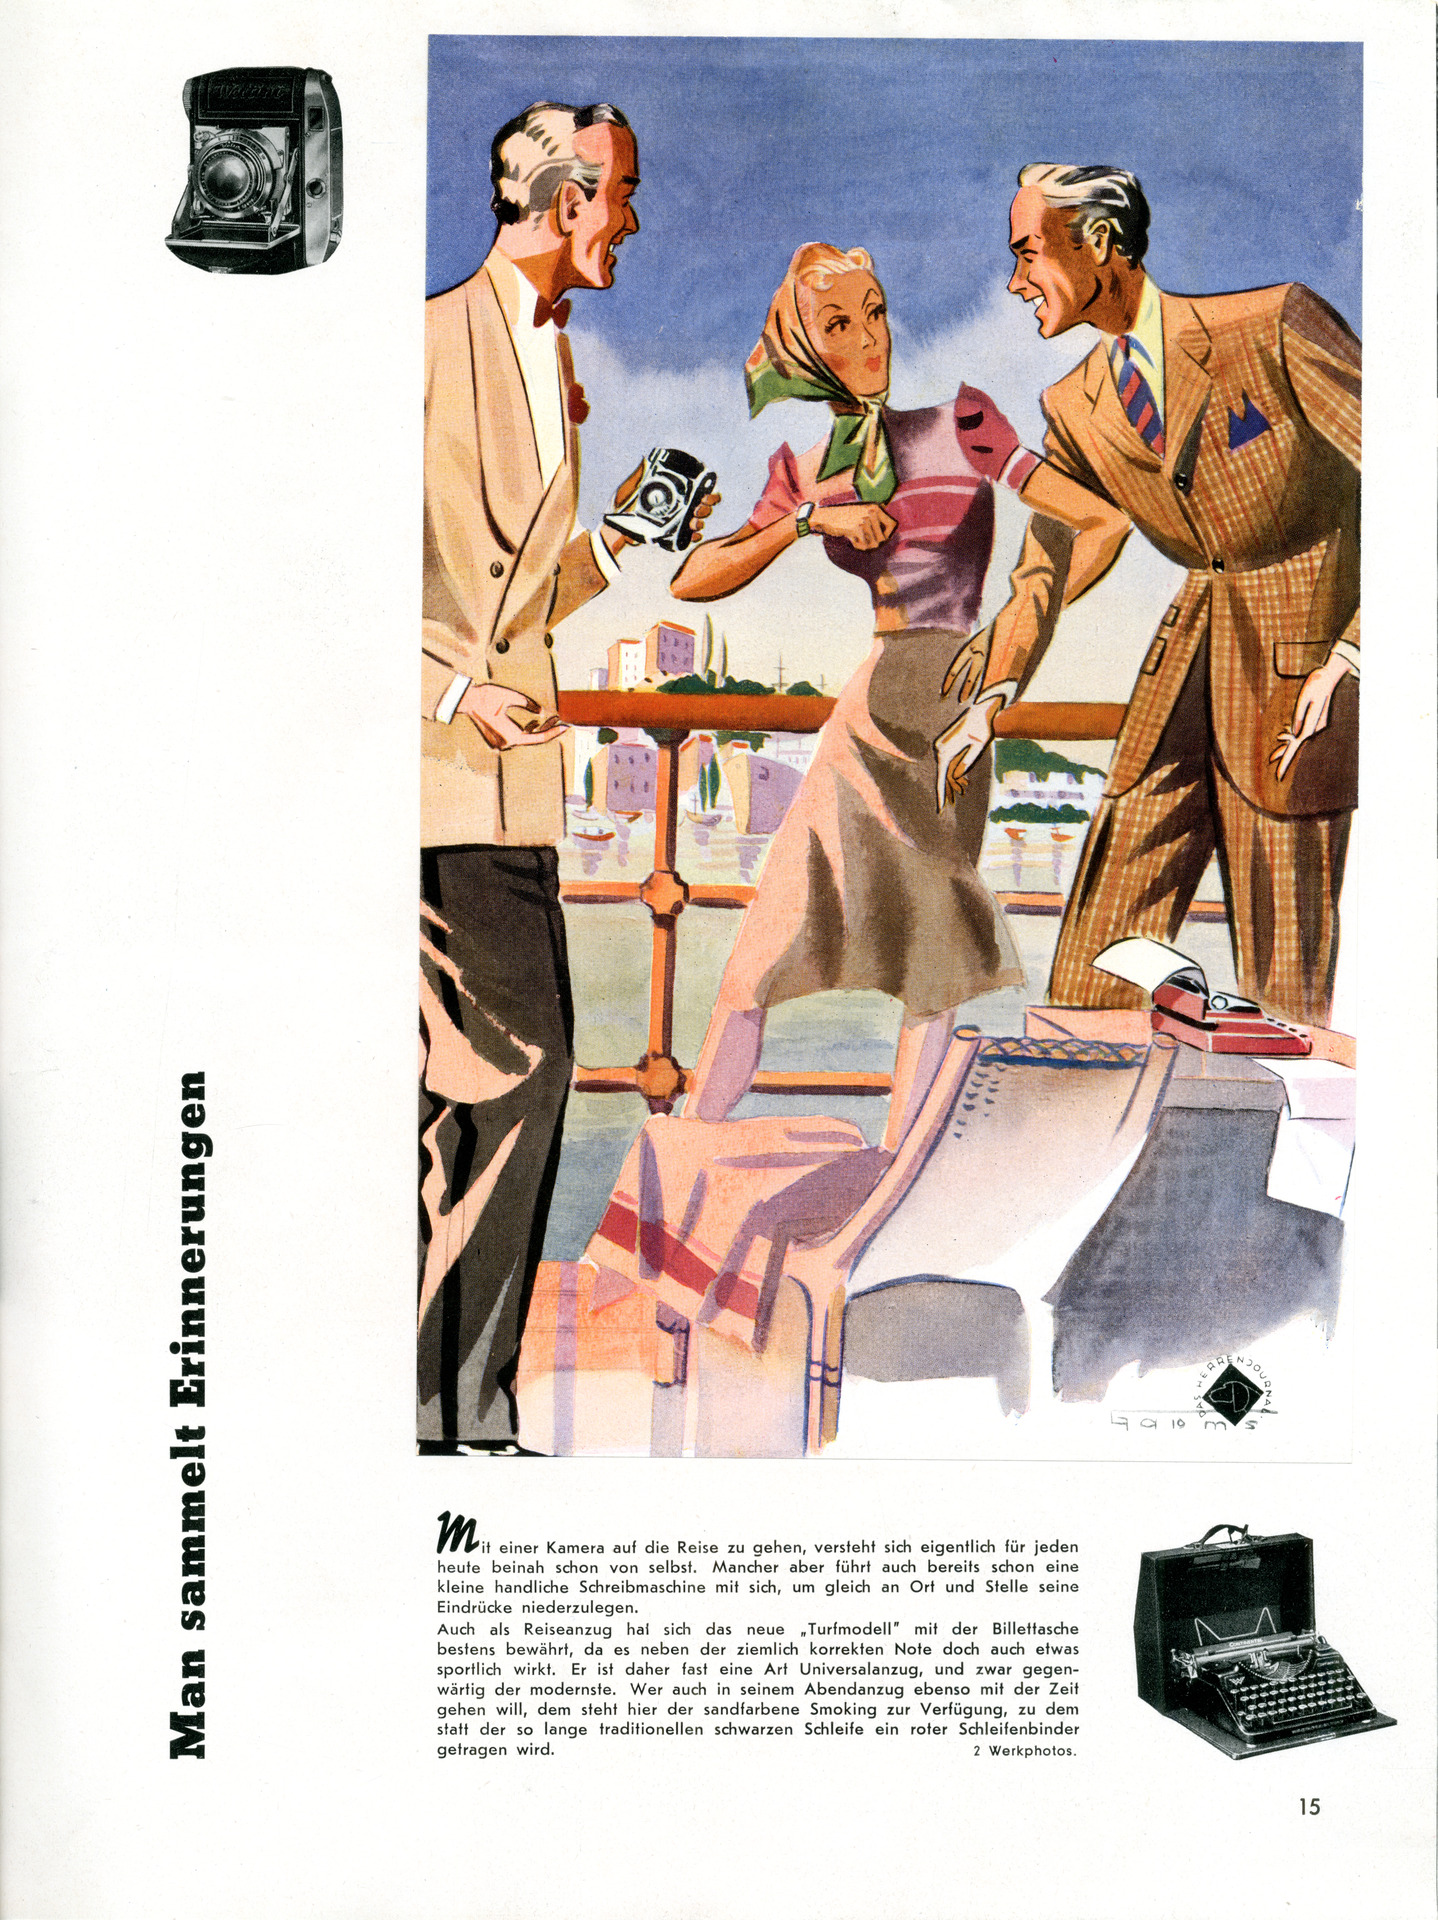 Man sammelt Erinnerungen
DAS HERRENJOURNAL
Mit einer Kamera auf die Reise zu gehen, versteht sich eigentlich für jeden
heute beinah schon von selbst. Mancher aber führt auch bereits schon eine
kleine handliche Schreibmaschine mit sich, um gleich an Ort und Stelle seine
Eindrücke niederzulegen.
Auch als Reiseanzug hat sich das neue „Turfmodell" mit der Billettasche
bestens bewährt, da es neben der ziemlich korrekten Note doch auch etwas
sportlich wirkt. Er ist daher fast eine Art Universalanzug, und zwar gegen-
wärtig der modernste. Wer auch in seinem Abendanzug ebenso mit der Zeit
gehen will, dem steht hier der sandfarbene Smoking zur Verfügung, zu dem
statt der so lange traditionellen schwarzen Schleife ein roter Schleifenbinder
getragen wird.
2 Werkphotos.
15